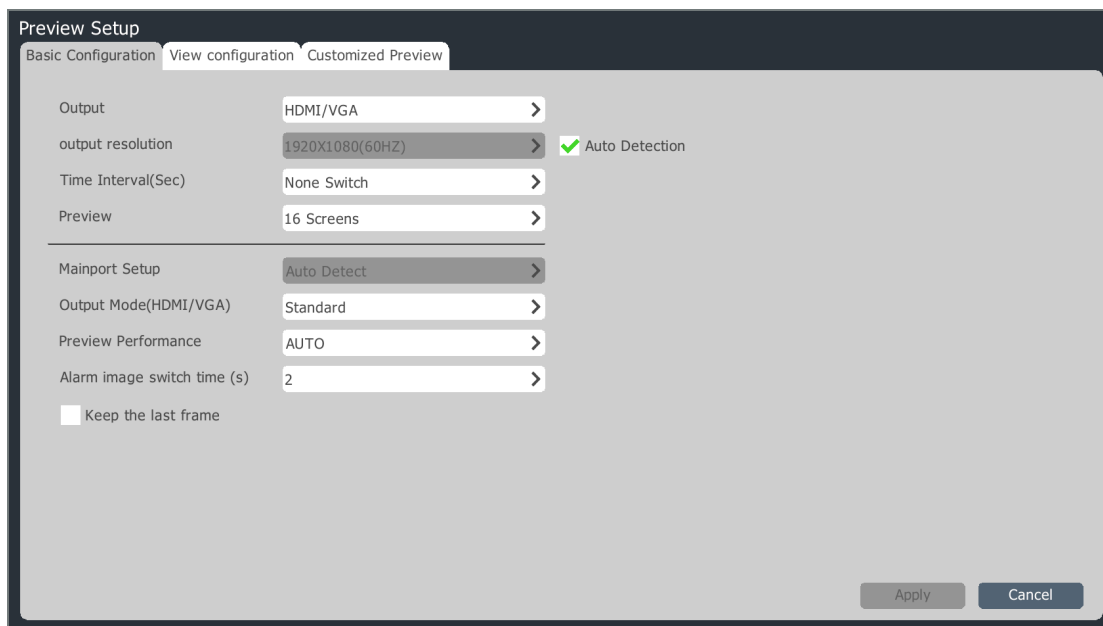 Preview Setup
Basic Configuration View configuration Customized Preview
Output HDMI/VGA
output resolution 1920X1080(60HZ) Auto Detection
Time Interval(Sec) None Switch
Preview 16 Screens
Mainport Setup Auto Detect
Output Mode(HDMI/VGA) Standard
Preview Performance AUTO
Alarm image switch time (s) 2
Keep the last frame
Apply Cancel